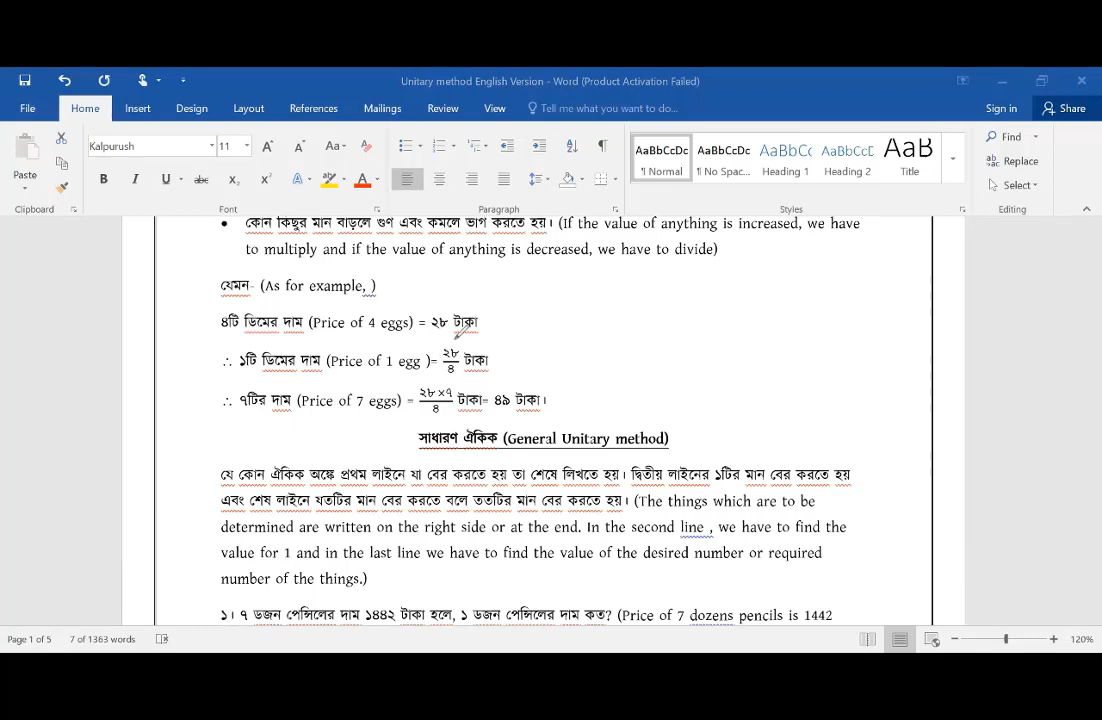 Unitary method English Version - Word (Product Activation Failed)
File Home Insert Design Layout References Mailings Review View Tell me what you want to do... Sign in Share
Paste Kalpurush 11 Aa AaBbCcDc AaBbCcDc AaBbCc AaBbCcD AaB Find
B I U abc x₂ x² A ab A ¶ Normal ¶ No Spac... Heading 1 Heading 2 Title Replace
Select
Clipboard Font Paragraph Styles Editing
কোন কিছুর মান বাড়লে গুণ এবং কমলে ভাগ করতে হয়। (If the value of anything is increased, we have
to multiply and if the value of anything is decreased, we have to divide)
যেমন- (As for example, )
৪টি ডিমের দাম (Price of 4 eggs) = ২৮ টাকা
∴ ১টি ডিমের দাম (Price of 1 egg )= ২৮/৪ টাকা
∴ ৭টির দাম (Price of 7 eggs) = ২৮×৭/৪ টাকা= ৪৯ টাকা।
সাধারণ ঐকিক (General Unitary method)
যে কোন ঐকিক অঙ্কে প্রথম লাইনে যা বের করতে হয় তা শেষে লিখতে হয়। দ্বিতীয় লাইনের ১টির মান বের করতে হয়
এবং শেষ লাইনে যতটির মান বের করতে বলে ততটির মান বের করতে হয়। (The things which are to be
determined are written on the right side or at the end. In the second line , we have to find the
value for 1 and in the last line we have to find the value of the desired number or required
number of the things.)
১। ৭ ডজন পেন্সিলের দাম ১৪৪২ টাকা হলে, ১ ডজন পেন্সিলের দাম কত? (Price of 7 dozens pencils is 1442
Page 1 of 5 7 of 1363 words 120%